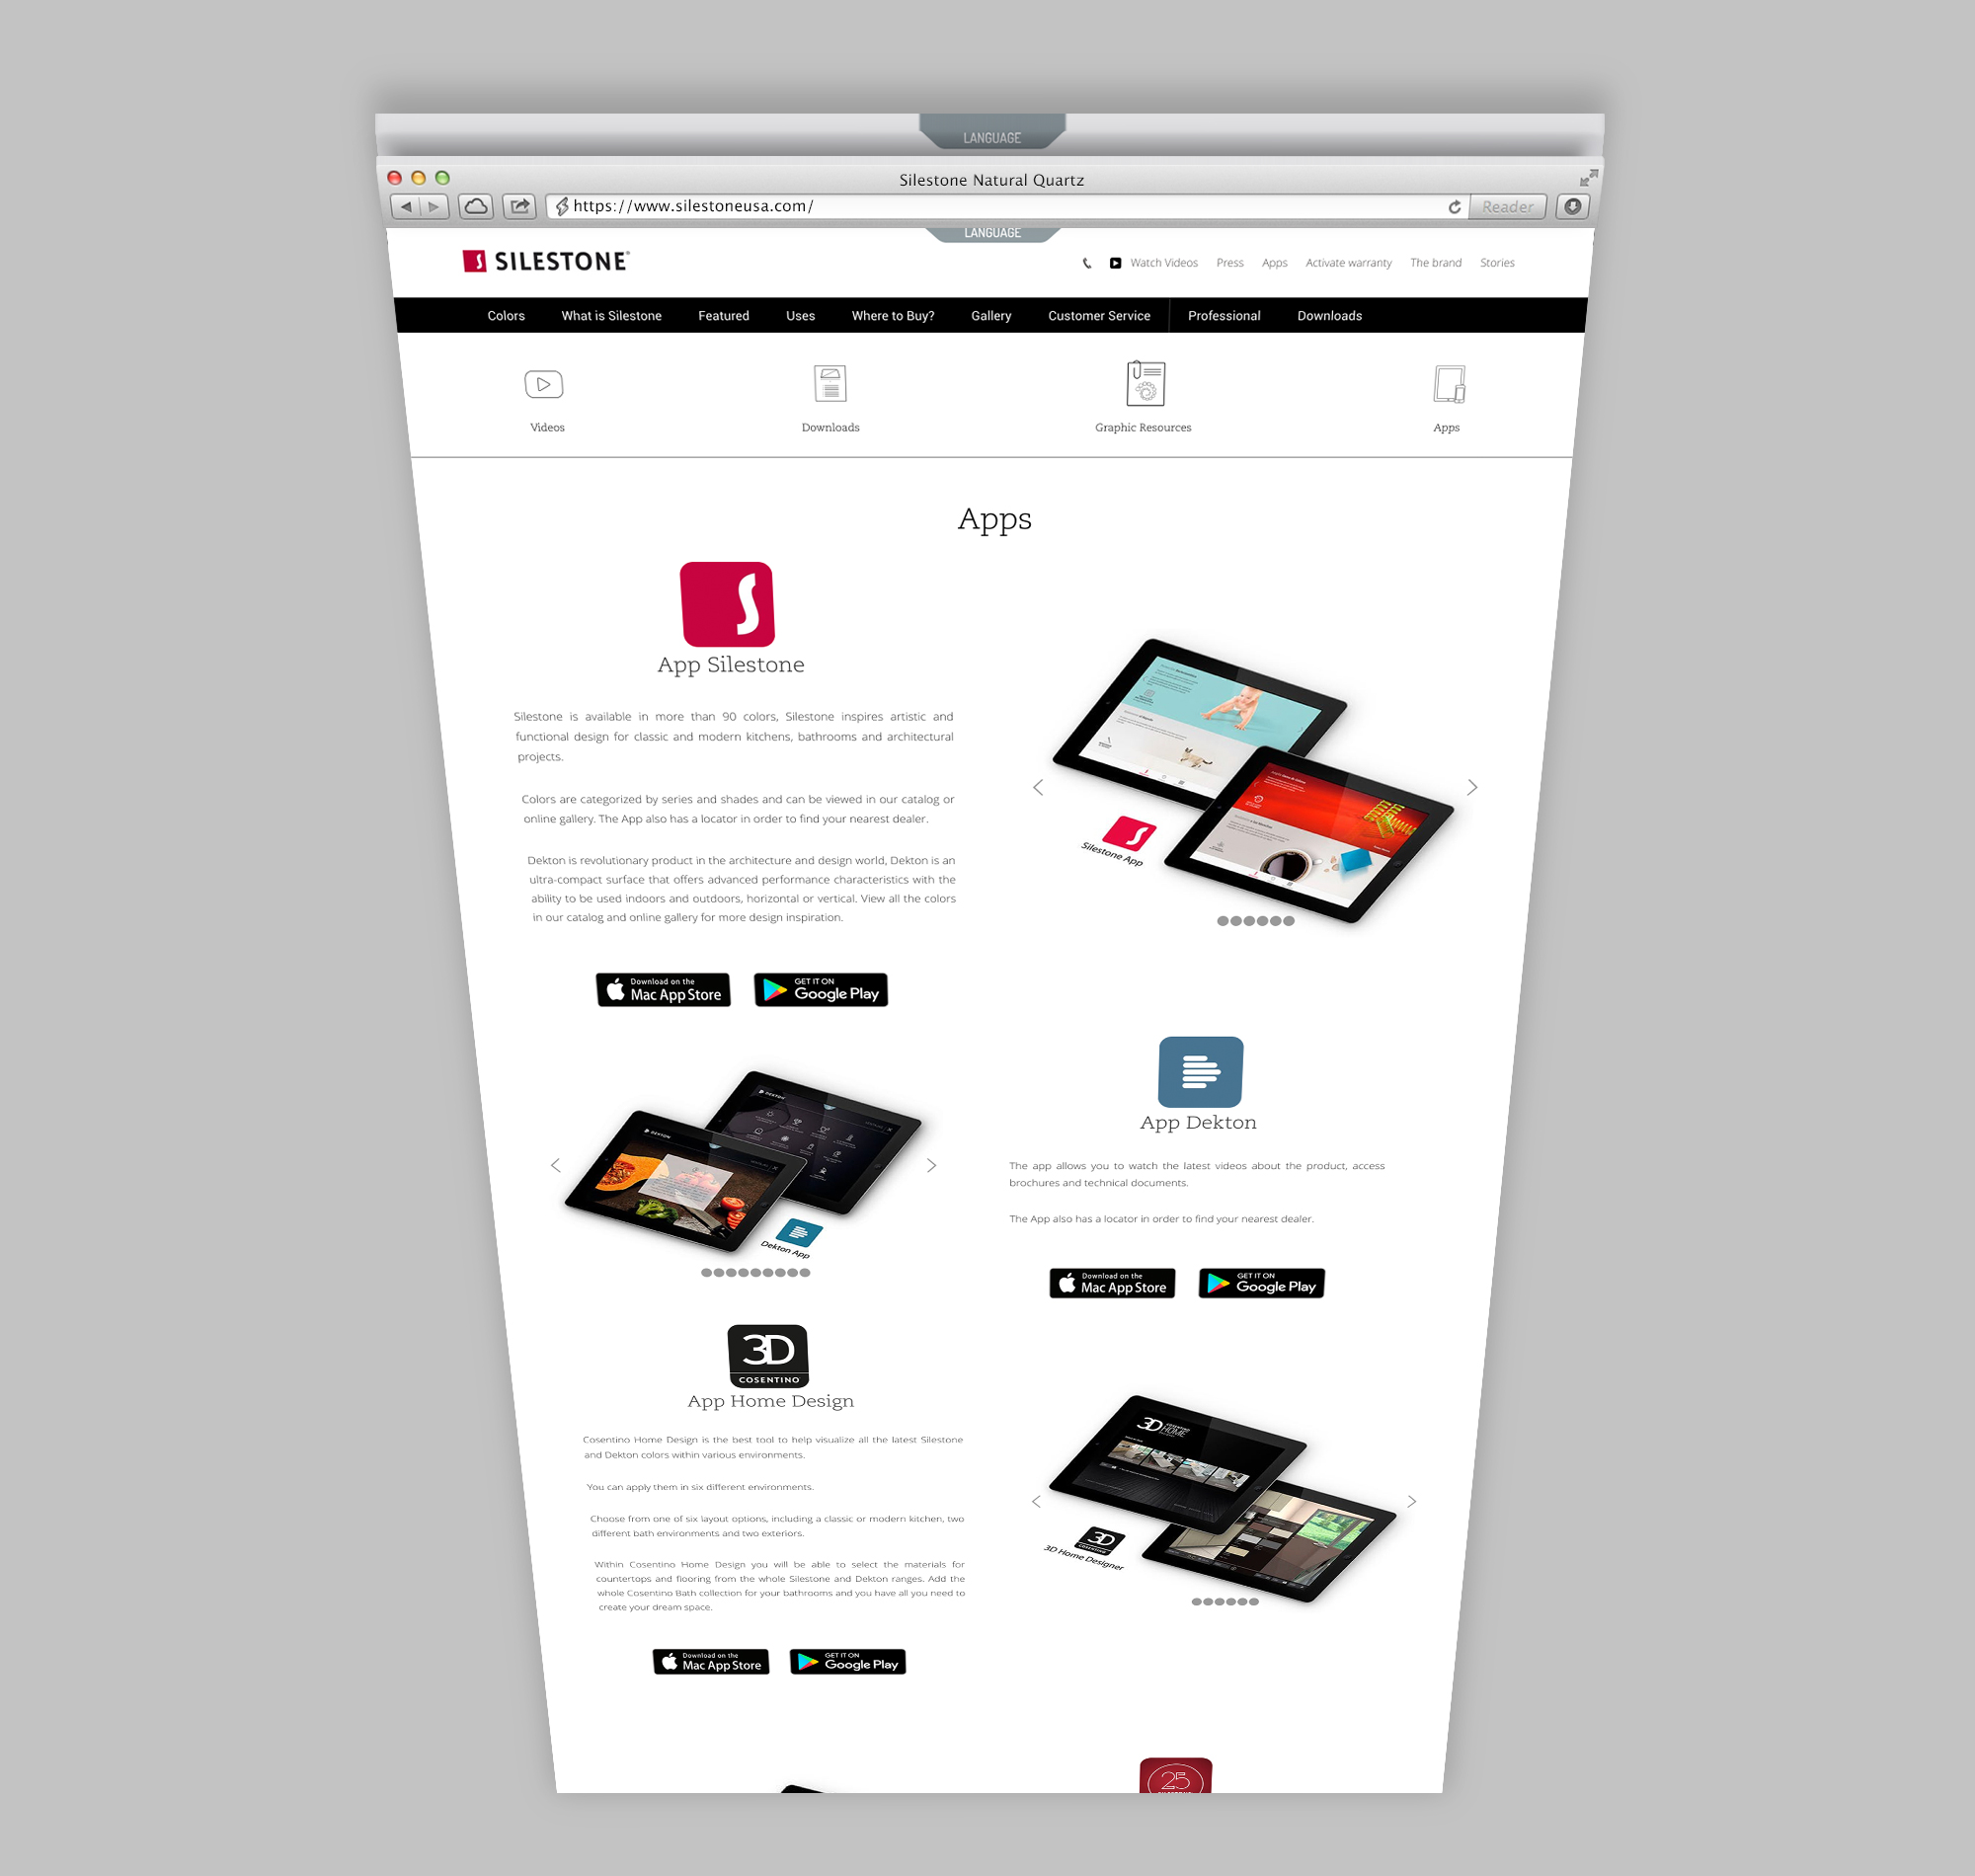 LANGUAGE
Silestone Natural Quartz
https://www.silestoneusa.com/
Reader
LANGUAGE
SILESTONE
Watch Videos Press Apps Activate warranty The brand Stories
Colors What is Silestone Featured Uses Where to Buy? Gallery Customer Service Professional Downloads
Videos Downloads Graphic Resources Apps
Apps
App Silestone
Silestone is available in more than 90 colors, Silestone inspires artistic and
functional design for classic and modern kitchens, bathrooms and architectural
projects.
Colors are categorized by series and shades and can be viewed in our catalog or
online gallery. The App also has a locator in order to find your nearest dealer.
Dekton is revolutionary product in the architecture and design world, Dekton is an
ultra-compact surface that offers advanced performance characteristics with the
ability to be used indoors and outdoors, horizontal or vertical. View all the colors
in our catalog and online gallery for more design inspiration.
Silestone App
Download on the
Mac App Store
GET IT ON
Google Play
DEKTON
DEKTON
Dekton App
App Dekton
The app allows you to watch the latest videos about the product, access
brochures and technical documents.
The App also has a locator in order to find your nearest dealer.
Download on the
Mac App Store
GET IT ON
Google Play
3D
COSENTINO
App Home Design
Cosentino Home Design is the best tool to help visualize all the latest Silestone
and Dekton colors within various environments.
You can apply them in six different environments.
Choose from one of six layout options, including a classic or modern kitchen, two
different bath environments and two exteriors.
Within Cosentino Home Design you will be able to select the materials for
countertops and flooring from the whole Silestone and Dekton ranges. Add the
whole Cosentino Bath collection for your bathrooms and you have all you need to
create your dream space.
3D COSENTINO HOME
3D
COSENTINO
3D Home Designer
Download on the
Mac App Store
GET IT ON
Google Play
25